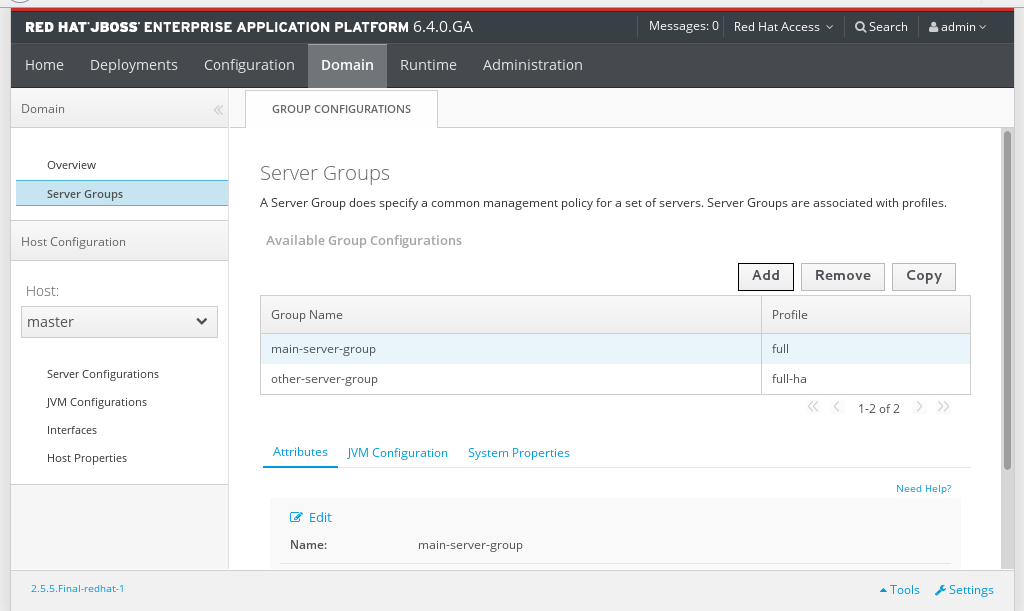 RED HAT JBOSS ENTERPRISE APPLICATION PLATFORM 6.4.0.GA
Messages: 0 Red Hat Access Search admin
Home Deployments Configuration Domain Runtime Administration
Domain
Overview
Server Groups
Host Configuration
Host:
master
Server Configurations
JVM Configurations
Interfaces
Host Properties
GROUP CONFIGURATIONS
Server Groups
A Server Group does specify a common management policy for a set of servers. Server Groups are associated with profiles.
Available Group Configurations
Add Remove Copy
Group Name Profile
main-server-group full
other-server-group full-ha
1-2 of 2
Attributes JVM Configuration System Properties
Need Help?
Edit
Name: main-server-group
2.5.5.Final-redhat-1 Tools Settings